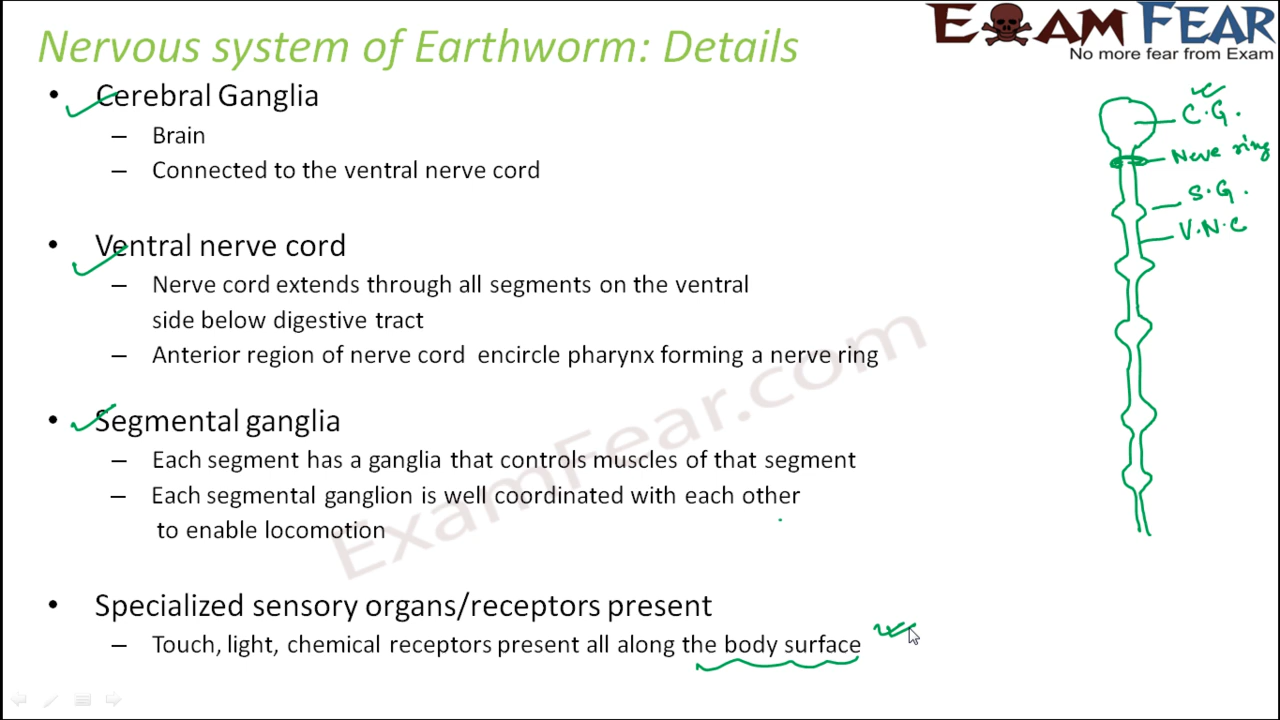 Nervous system of Earthworm: Details
EXAM FEAR
No more fear from Exam
• Cerebral Ganglia
– Brain
– Connected to the ventral nerve cord
• Ventral nerve cord
– Nerve cord extends through all segments on the ventral
side below digestive tract
– Anterior region of nerve cord encircle pharynx forming a nerve ring
• Segmental ganglia
– Each segment has a ganglia that controls muscles of that segment
– Each segmental ganglion is well coordinated with each other
to enable locomotion
• Specialized sensory organs/receptors present
– Touch, light, chemical receptors present all along the body surface
C.G.
Nerve ring
S.G.
V.N.C
ExamFear.com